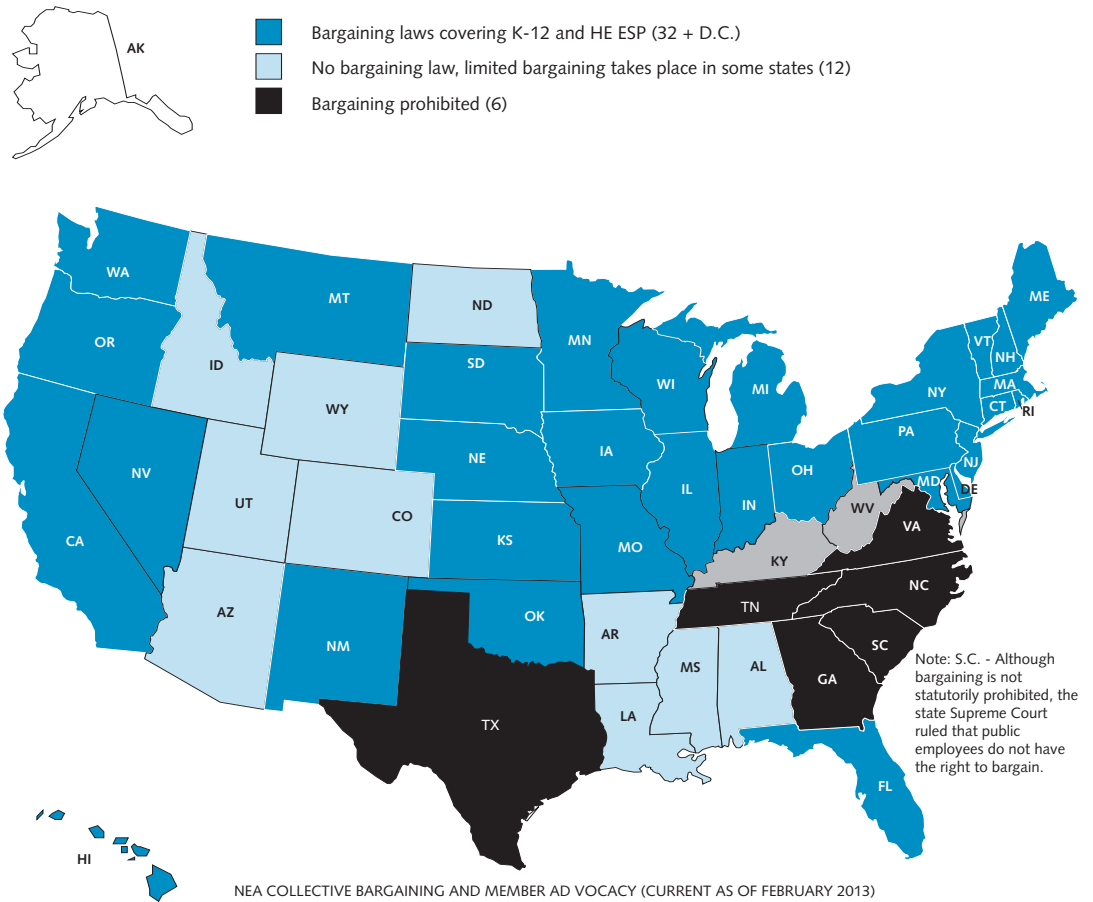 AK
Bargaining laws covering K-12 and HE ESP (32 + D.C.)
No bargaining law, limited bargaining takes place in some states (12)
Bargaining prohibited (6)
WA
MT
ND
ME
OR
ID
SD
MN
VT
NH
WY
WI
MI
NY
MA
CT
RI
NE
IA
PA
NV
UT
CO
IL
IN
OH
NJ
MD
DE
CA
KS
MO
WV
VA
KY
AZ
NM
OK
AR
TN
NC
SC
MS
AL
GA
LA
TX
FL
Note: S.C. - Although
bargaining is not
statutorily prohibited, the
state Supreme Court
ruled that public
employees do not have
the right to bargain.
HI
NEA COLLECTIVE BARGAINING AND MEMBER AD VOCACY (CURRENT AS OF FEBRUARY 2013)